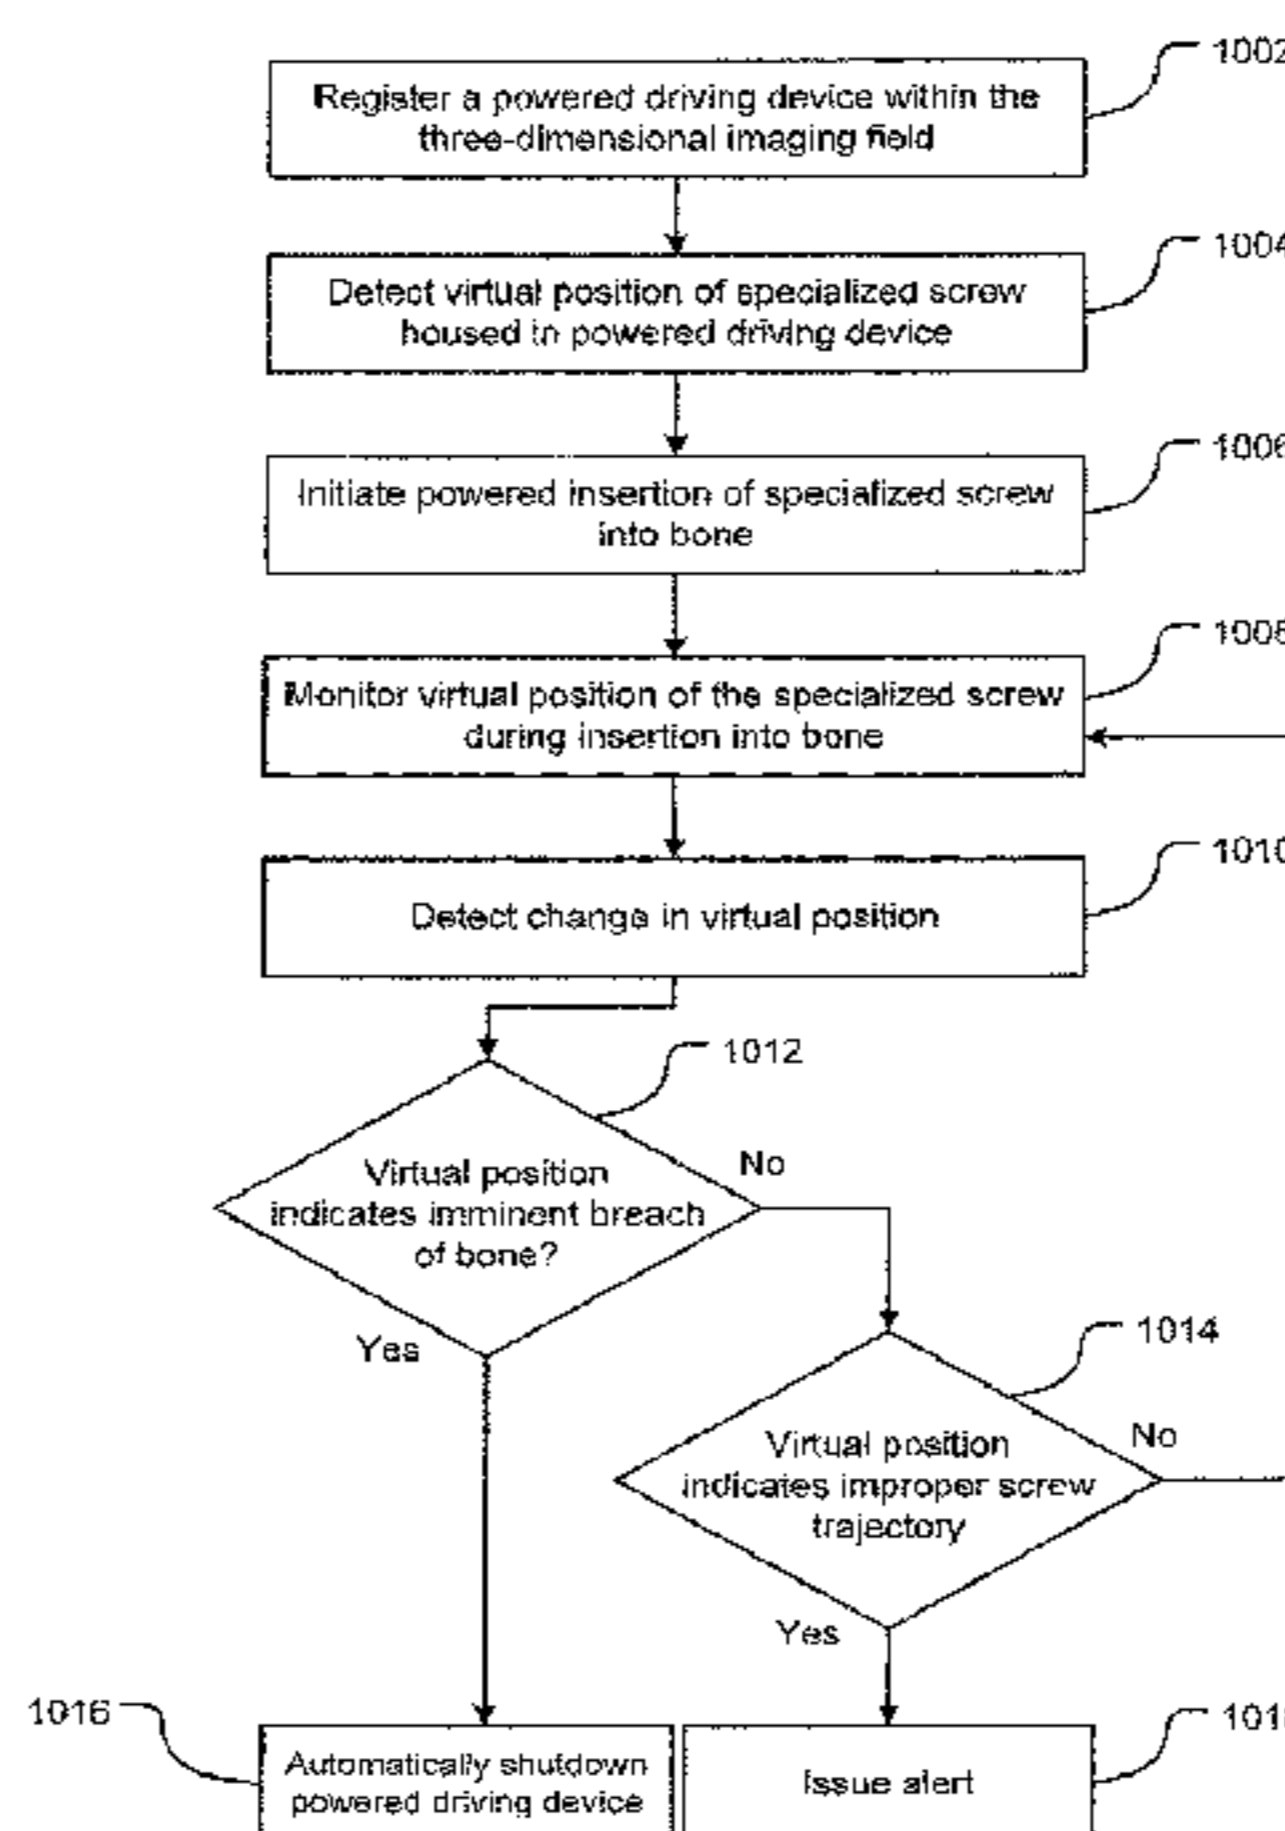 1002
Register a powered driving device within the
three-dimensional imaging field
1004
Detect virtual position of specialized screw
housed in powered driving device
1006
Initiate powered insertion of specialized screw
into bone
1008
Monitor virtual position of the specialized screw
during insertion into bone
1010
Detect change in virtual position
1012
Virtual position
indicates imminent breach
of bone?
No
Yes
1014
Virtual position
indicates improper screw
trajectory
No
Yes
1016
Automatically shutdown
powered driving device
Issue alert